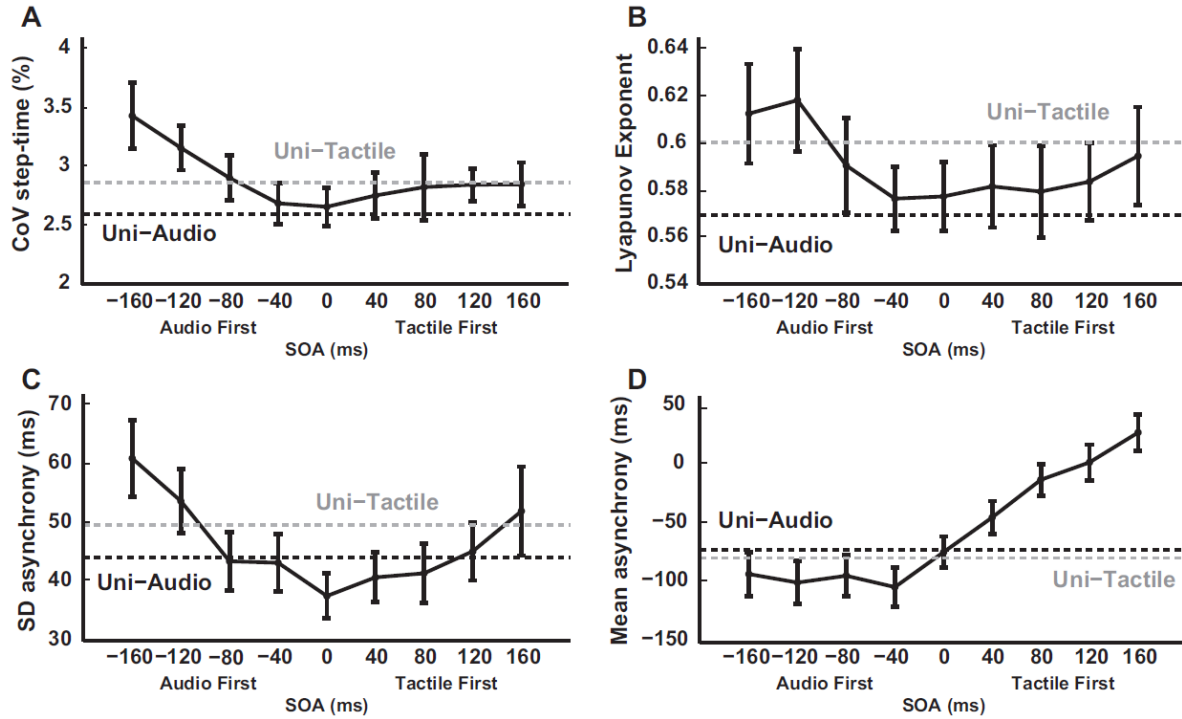 A
CoV step-time (%)
4
3.5
3
2.5
2
Uni-Tactile
Uni-Audio
-160 -120 -80 -40 0 40 80 120 160
Audio First Tactile First
SOA (ms)
B
Lyapunov Exponent
0.64
0.62
0.6
0.58
0.56
0.54
Uni-Tactile
Uni-Audio
-160 -120 -80 -40 0 40 80 120 160
Audio First Tactile First
SOA (ms)
C
SD asynchrony (ms)
70
60
50
40
30
Uni-Tactile
Uni-Audio
-160 -120 -80 -40 0 40 80 120 160
Audio First Tactile First
SOA (ms)
D
Mean asynchrony (ms)
50
0
-50
-100
-150
Uni-Audio
Uni-Tactile
-160 -120 -80 -40 0 40 80 120 160
Audio First Tactile First
SOA (ms)